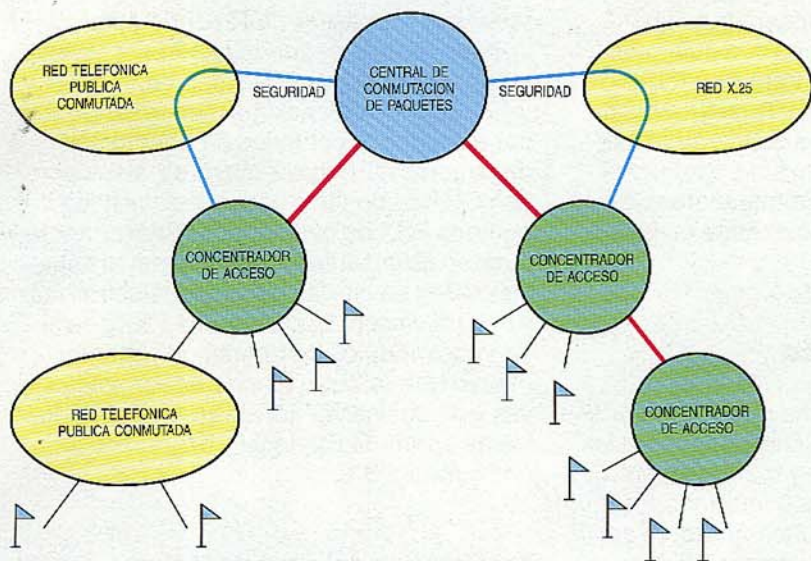 RED TELEFONICA
PUBLICA
CONMUTADA
SEGURIDAD
CENTRAL DE
CONMUTACION
DE PAQUETES
SEGURIDAD
RED X.25
CONCENTRADOR
DE ACCESO
CONCENTRADOR
DE ACCESO
RED TELEFONICA
PUBLICA CONMUTADA
CONCENTRADOR
DE ACCESO